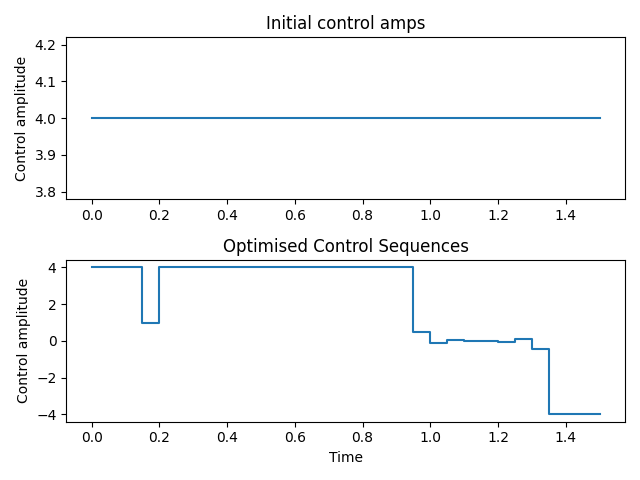 Initial control amps
Control amplitude
4.2
4.1
4.0
3.9
3.8
0.0 0.2 0.4 0.6 0.8 1.0 1.2 1.4
Optimised Control Sequences
Control amplitude
4
2
0
−2
−4
0.0 0.2 0.4 0.6 0.8 1.0 1.2 1.4
Time